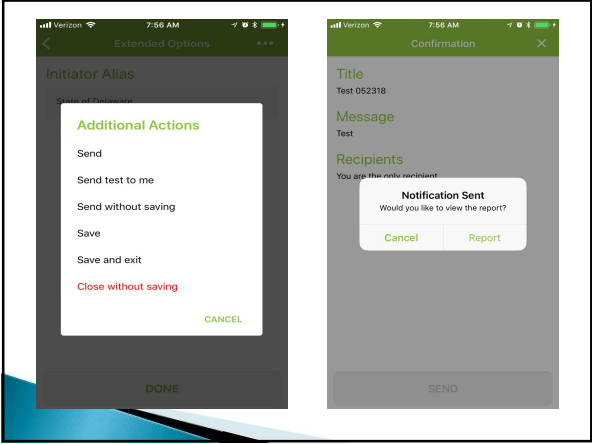 Verizon 7:56 AM
Extended Options
Initiator Alias
State of Delaware
Additional Actions
Send
Send test to me
Send without saving
Save
Save and exit
Close without saving
CANCEL
DONE
Verizon 7:56 AM
Confirmation
Title
Test 052318
Message
Test
Recipients
You are the only recipient
Notification Sent
Would you like to view the report?
Cancel Report
SEND